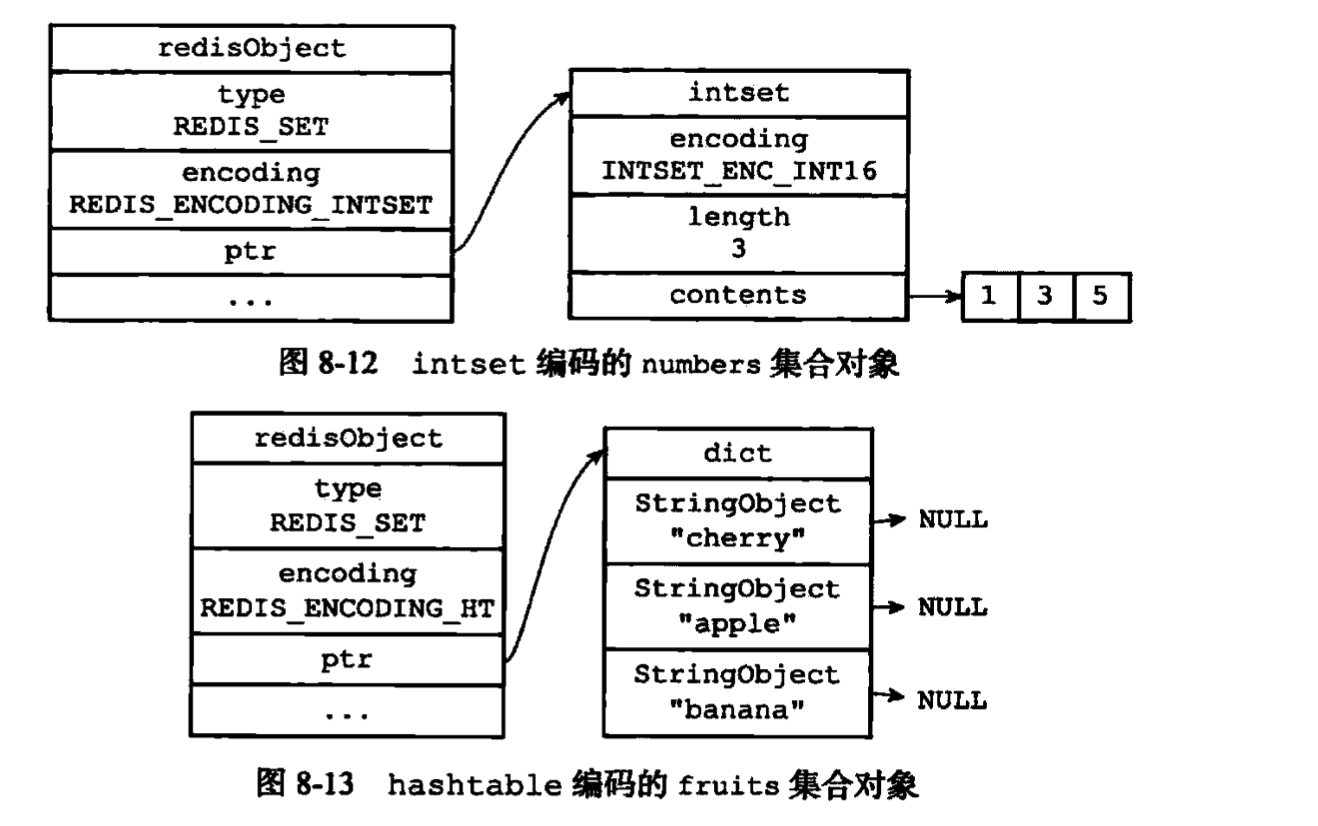 redisObject
type
REDIS_SET
encoding
REDIS_ENCODING_INTSET
ptr
...
intset
encoding
INTSET_ENC_INT16
length
3
contents
1 3 5
图 8-12 intset 编码的 numbers 集合对象
redisObject
type
REDIS_SET
encoding
REDIS_ENCODING_HT
ptr
...
dict
StringObject
"cherry"
NULL
StringObject
"apple"
NULL
StringObject
"banana"
NULL
图 8-13 hashtable 编码的 fruits 集合对象